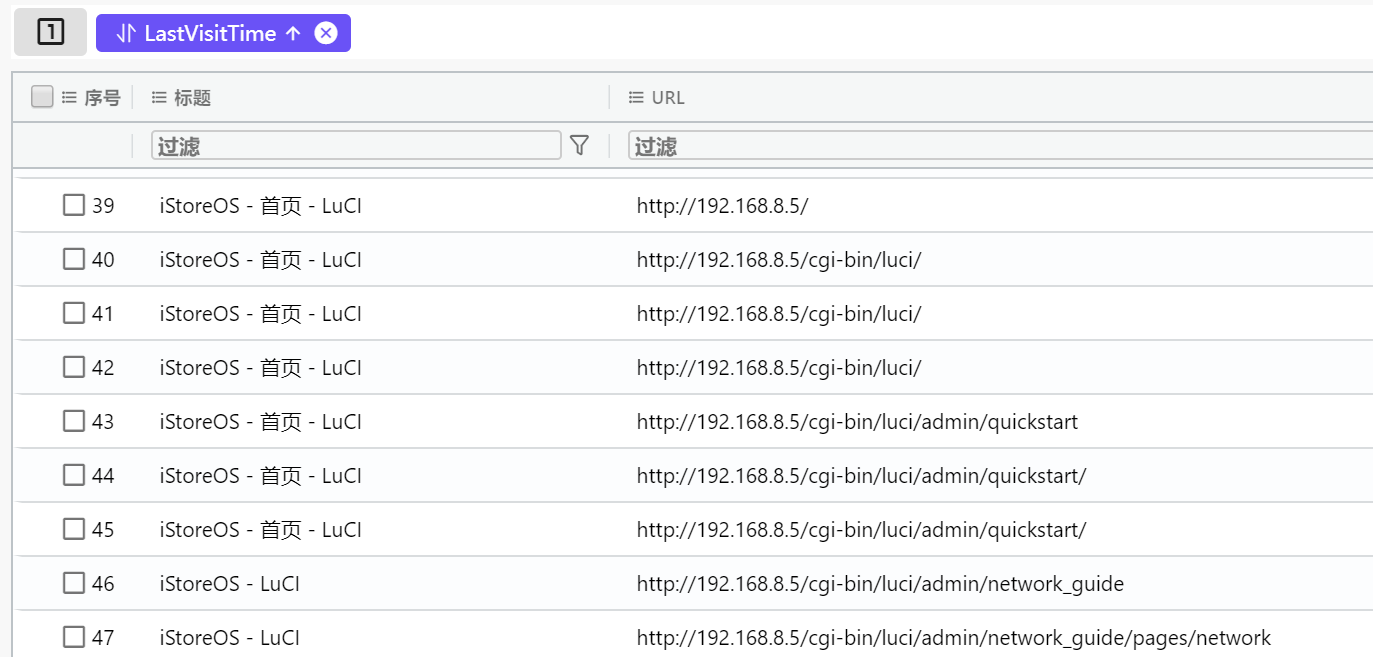 1 LastVisitTime
序号 标题 URL
过滤 过滤
39 iStoreOS - 首页 - LuCI http://192.168.8.5/
40 iStoreOS - 首页 - LuCI http://192.168.8.5/cgi-bin/luci/
41 iStoreOS - 首页 - LuCI http://192.168.8.5/cgi-bin/luci/
42 iStoreOS - 首页 - LuCI http://192.168.8.5/cgi-bin/luci/
43 iStoreOS - 首页 - LuCI http://192.168.8.5/cgi-bin/luci/admin/quickstart
44 iStoreOS - 首页 - LuCI http://192.168.8.5/cgi-bin/luci/admin/quickstart/
45 iStoreOS - 首页 - LuCI http://192.168.8.5/cgi-bin/luci/admin/quickstart/
46 iStoreOS - LuCI http://192.168.8.5/cgi-bin/luci/admin/network_guide
47 iStoreOS - LuCI http://192.168.8.5/cgi-bin/luci/admin/network_guide/pages/network